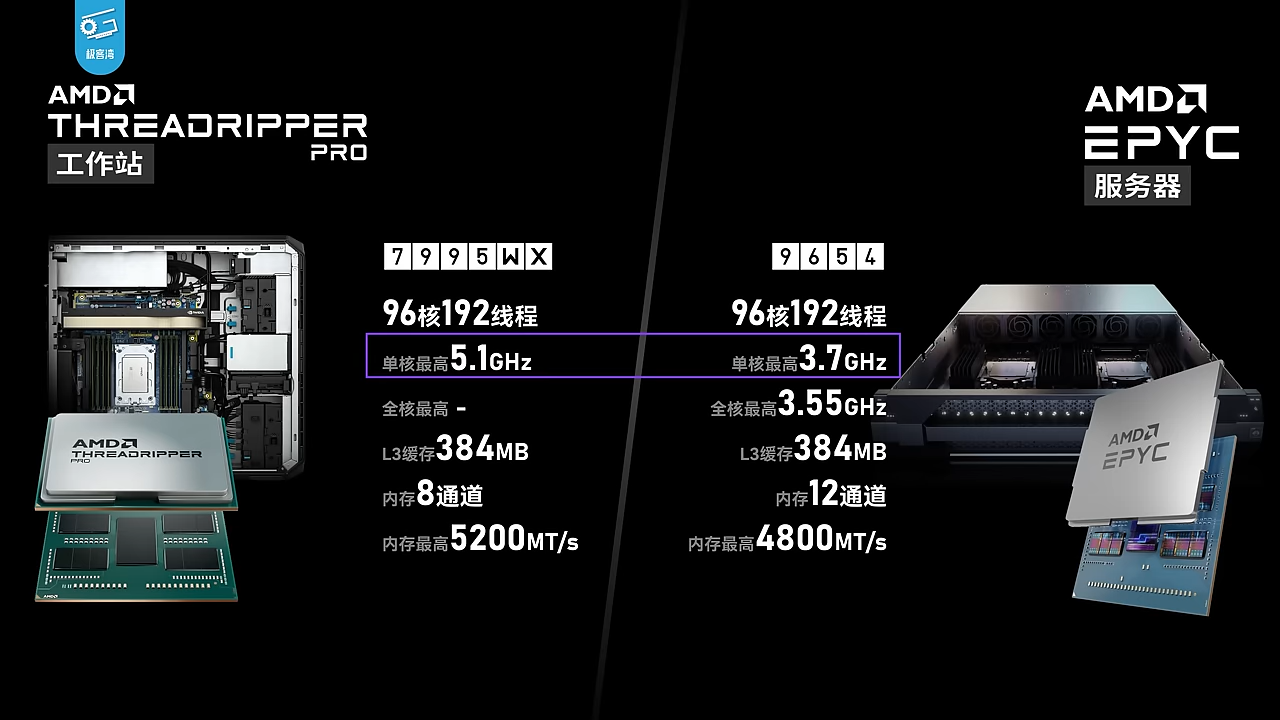 极客湾
AMD
THREADRIPPER
PRO
工作站
AMD
EPYC
服务器
7995WX
96核192线程
单核最高5.1GHz
全核最高 -
L3缓存384MB
内存8通道
内存最高5200MT/s
9654
96核192线程
单核最高3.7GHz
全核最高3.55GHz
L3缓存384MB
内存12通道
内存最高4800MT/s
AMD
THREADRIPPER
PRO
AMD
AMD
EPYC